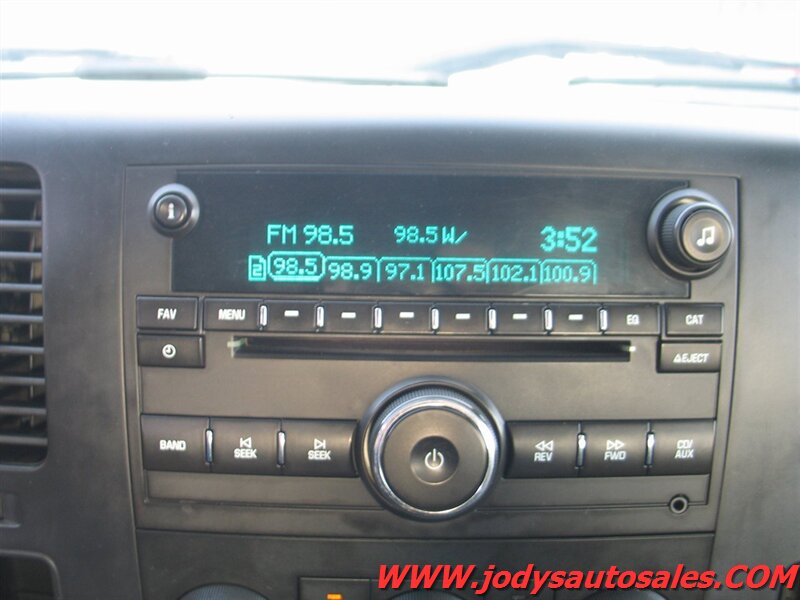 FM 98.5 98.5 W/ 3:52
2 98.5 98.9 97.1 107.5 102.1 100.9
FAV MENU EQ CAT
EJECT
BAND SEEK SEEK REV FWD CD/AUX
WWW.jodysautosales.COM